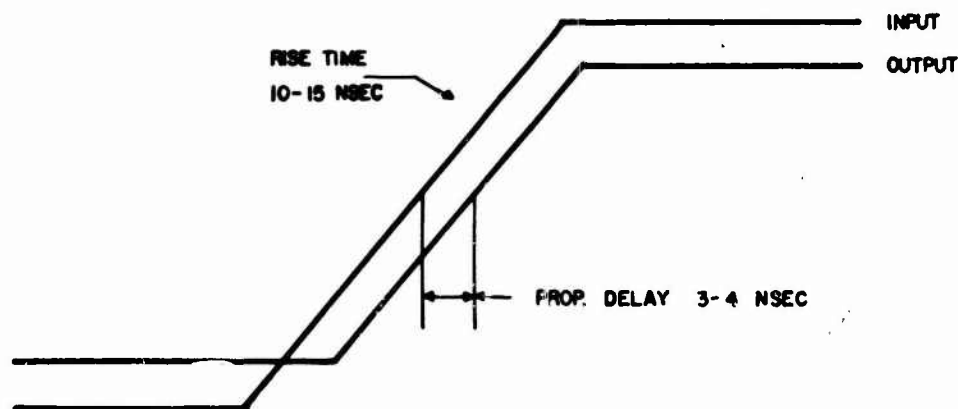 INPUT
OUTPUT
RISE TIME
10-15 NSEC
PROP. DELAY 3-4 NSEC